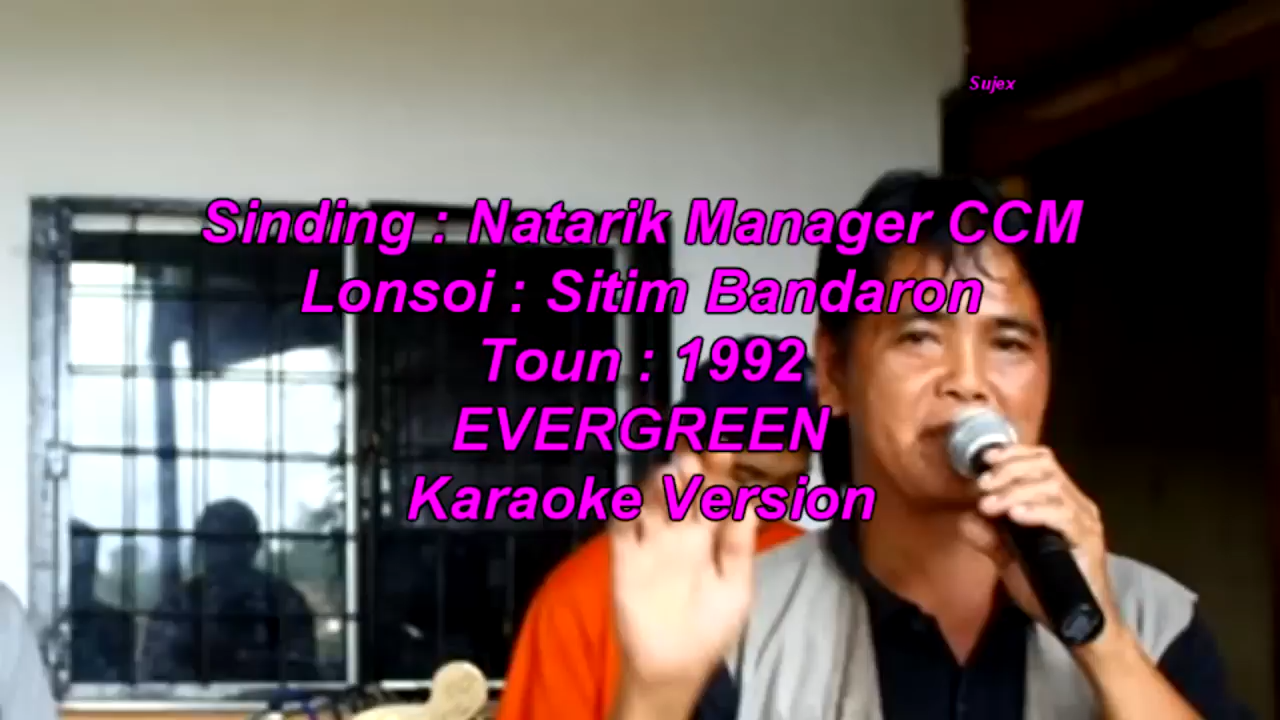 Sujex
Sinding : Natarik Manager CCM
Lonsoi : Sitim Bandaron
Toun : 1992
EVERGREEN
Karaoke Version